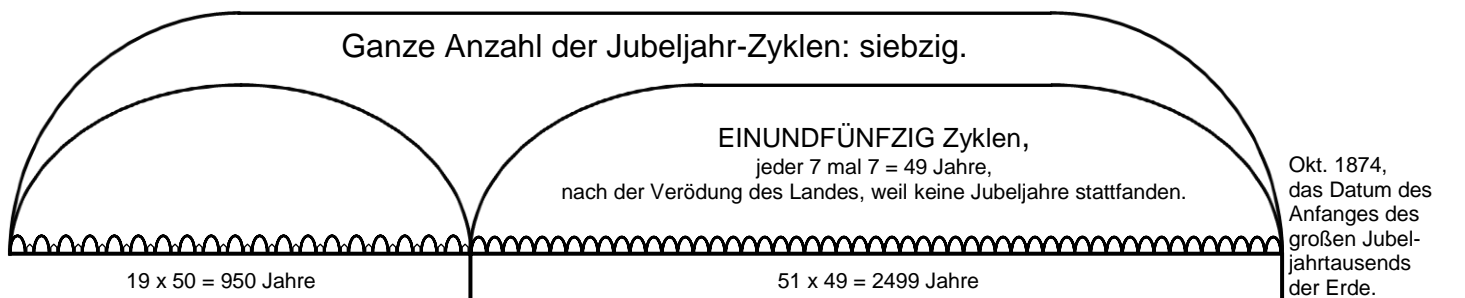 Ganze Anzahl der Jubeljahr-Zyklen: siebzig.
EINUNDFÜNFZIG Zyklen,
jeder 7 mal 7 = 49 Jahre,
nach der Verödung des Landes, weil keine Jubeljahre stattfanden.
Okt. 1874,
das Datum des
Anfanges des
großen Jubel-
jahrtausends
der Erde.
19 x 50 = 950 Jahre
51 x 49 = 2499 Jahre